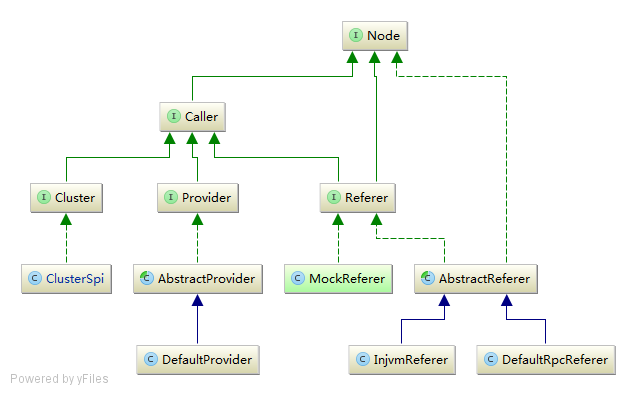 I Node
I Caller
I Cluster
I Provider
I Referer
C ClusterSpi
C AbstractProvider
C MockReferer
C AbstractReferer
C DefaultProvider
C InjvmReferer
C DefaultRpcReferer
Powered by yFiles